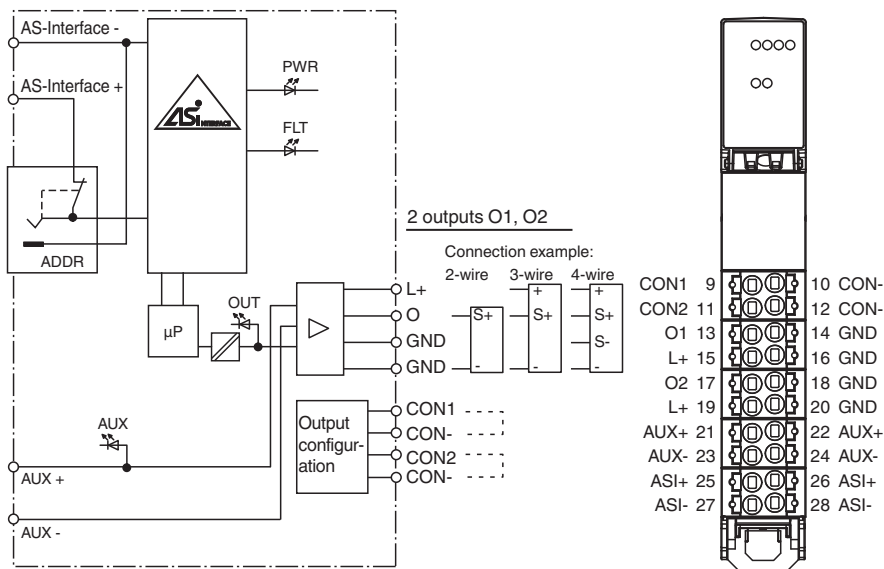 AS-Interface -
AS-Interface +
ADDR
ASi
INTERFACE
PWR
FLT
µP
OUT
AUX
AUX +
AUX -
2 outputs O1, O2
Connection example:
2-wire 3-wire 4-wire
L+
O
GND
GND
S+
-
+
S+
-
+
S+
S-
-
Output
configur-
ation
CON1
CON-
CON2
CON-
CON1 9 10 CON-
CON2 11 12 CON-
O1 13 14 GND
L+ 15 16 GND
O2 17 18 GND
L+ 19 20 GND
AUX+ 21 22 AUX+
AUX- 23 24 AUX-
ASI+ 25 26 ASI+
ASI- 27 28 ASI-